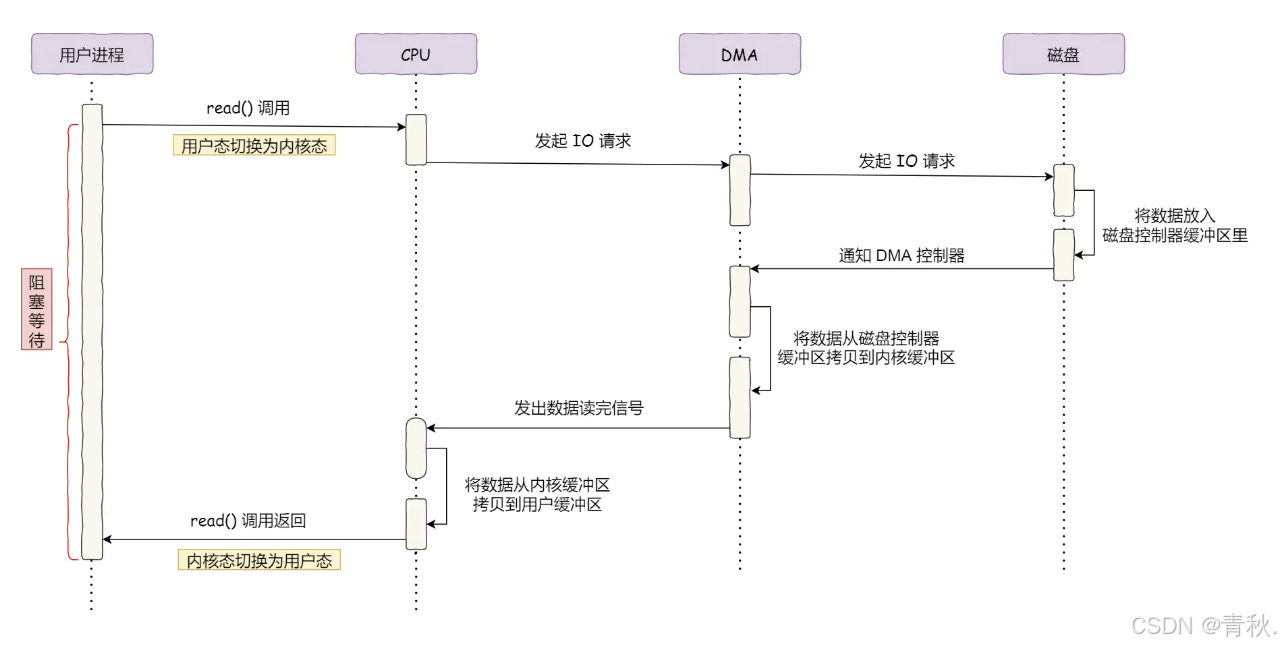 用户进程
CPU
DMA
磁盘
read() 调用
用户态切换为内核态
发起 IO 请求
发起 IO 请求
将数据放入
磁盘控制器缓冲区里
通知 DMA 控制器
阻塞等待
将数据从磁盘控制器
缓冲区拷贝到内核缓冲区
发出数据读完信号
将数据从内核缓冲区
拷贝到用户缓冲区
read() 调用返回
内核态切换为用户态
CSDN @青秋.